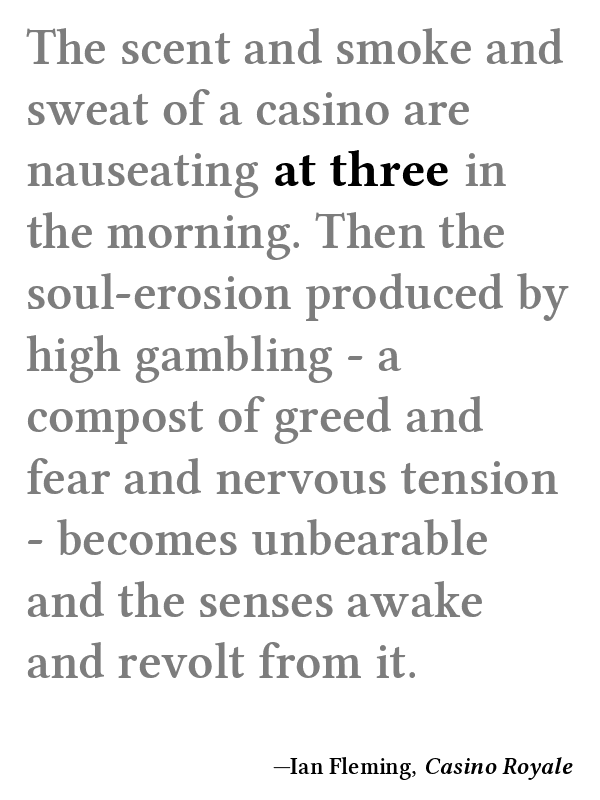 The scent and smoke and
sweat of a casino are
nauseating at three in
the morning. Then the
soul-erosion produced by
high gambling - a
compost of greed and
fear and nervous tension
- becomes unbearable
and the senses awake
and revolt from it.
—Ian Fleming, Casino Royale